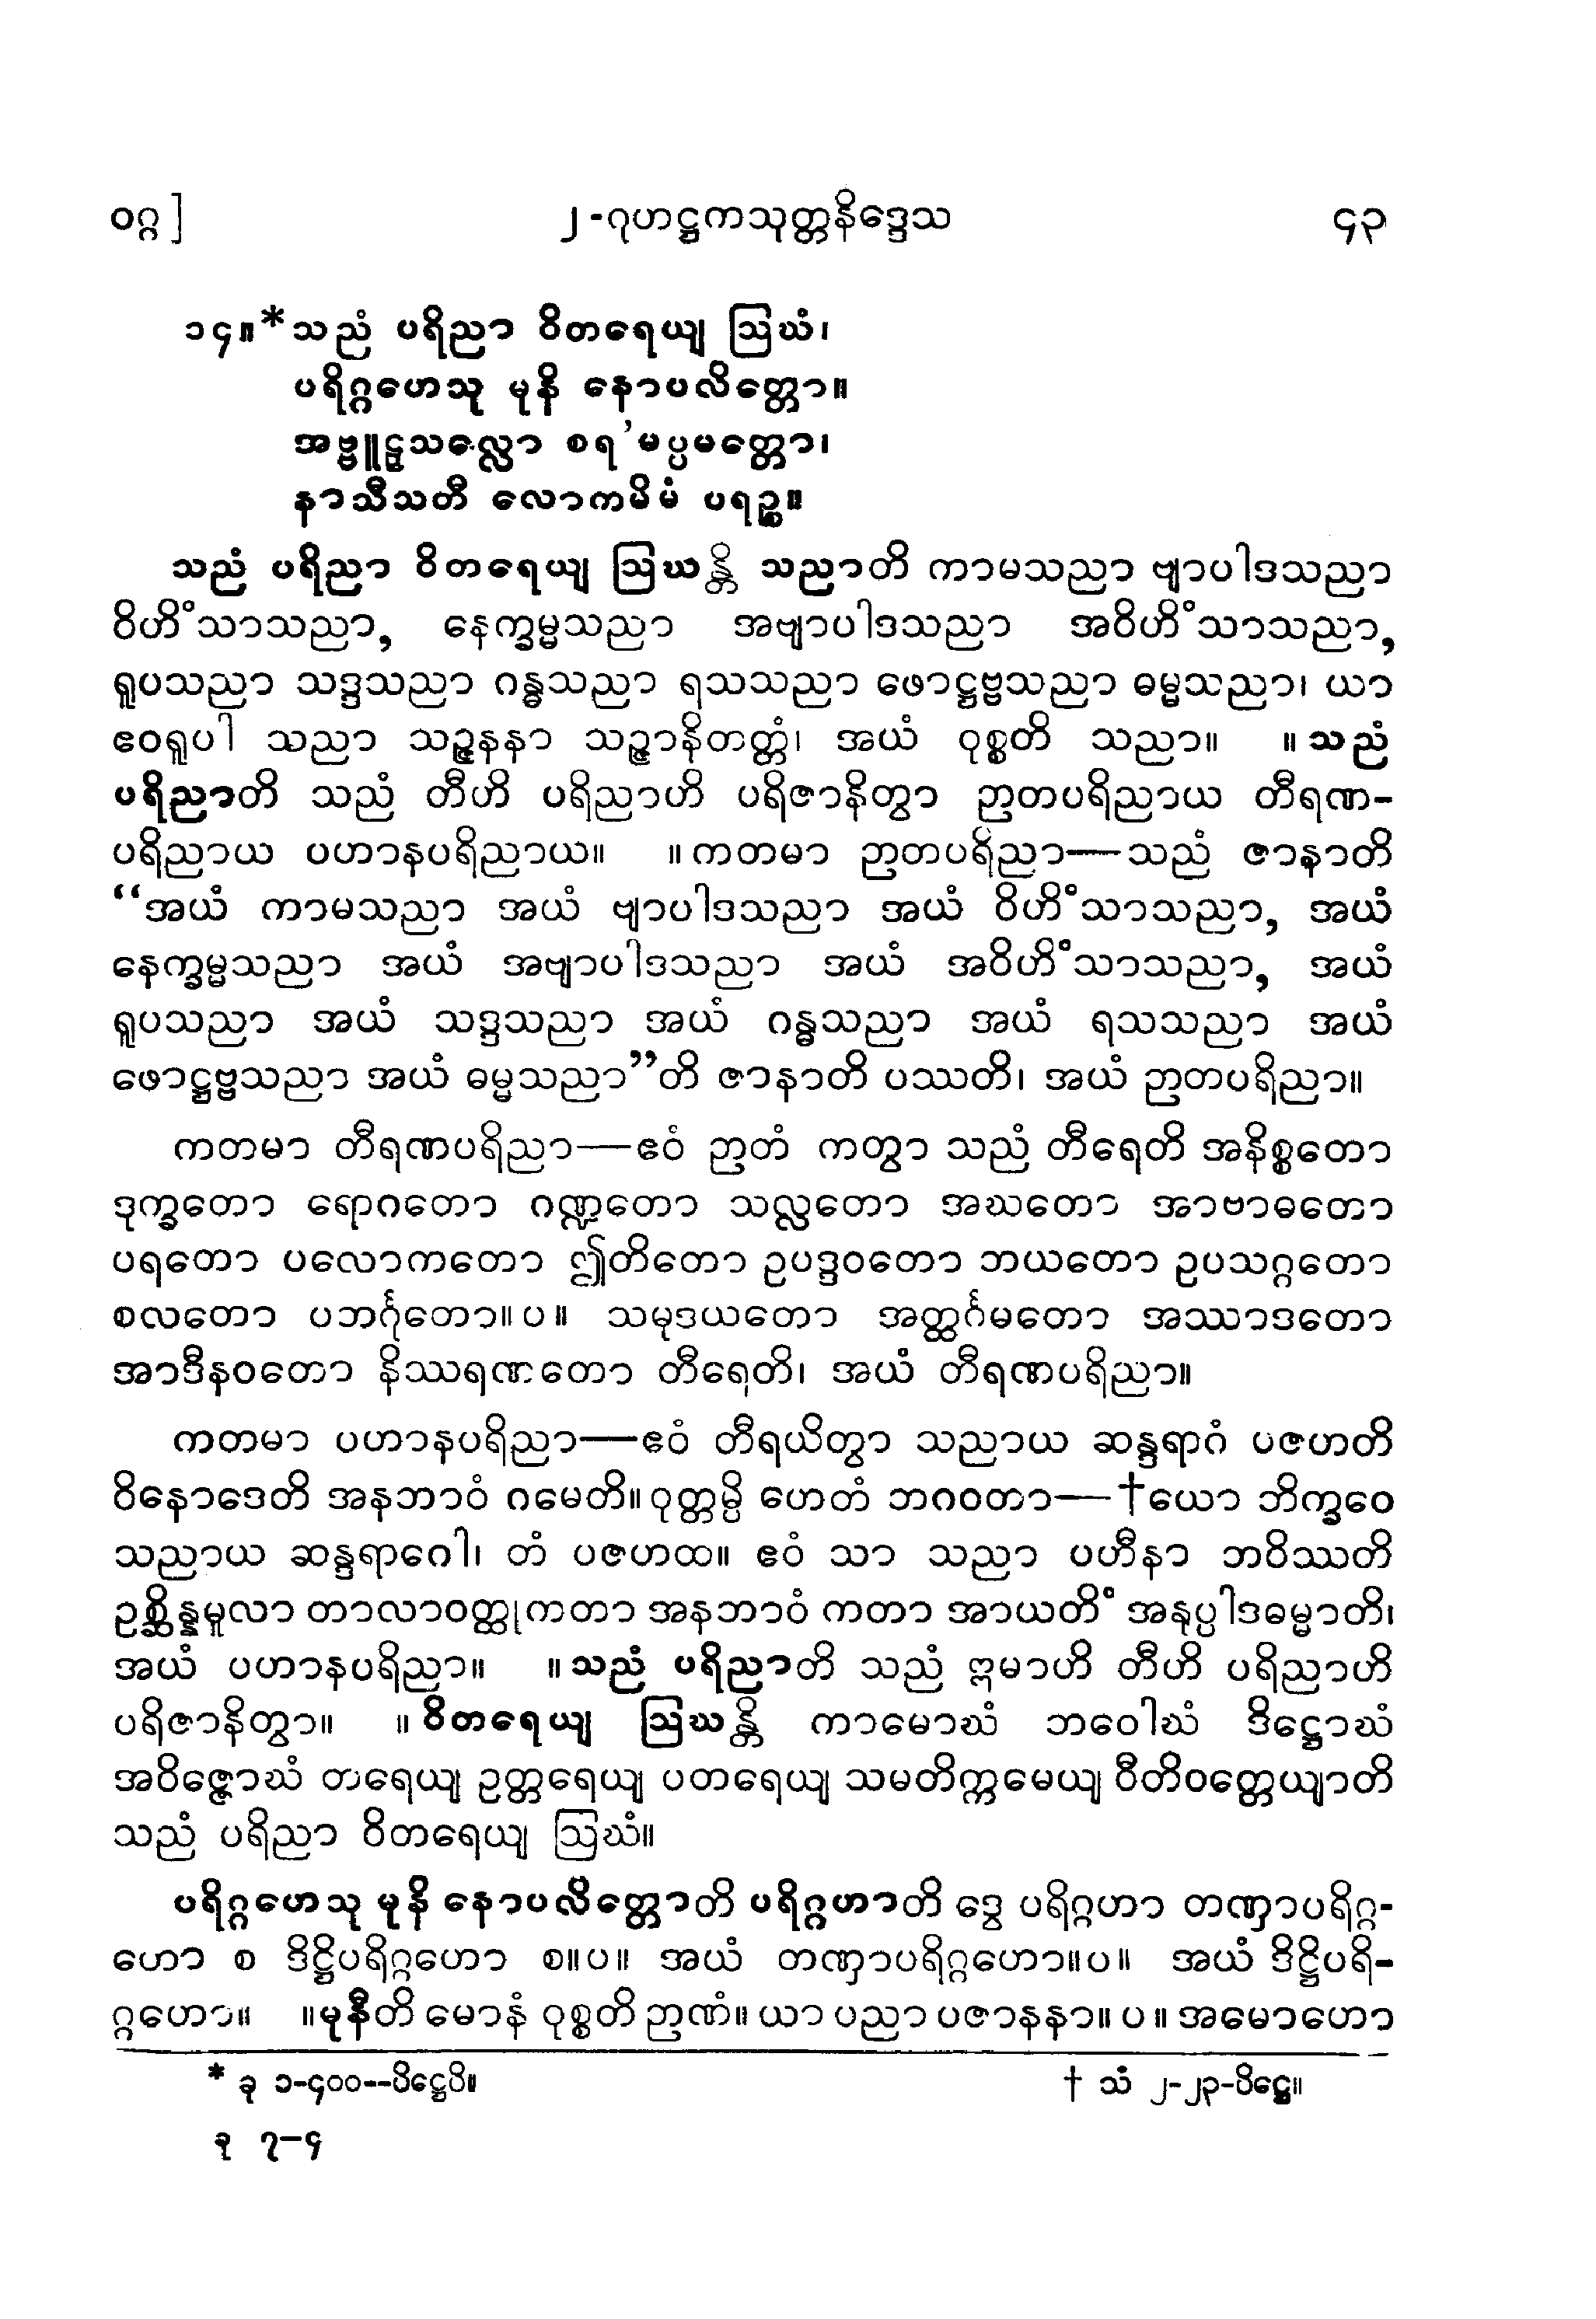 ဝဂ္ဂ ]	၂-ဂုဟဋ္ဌကသုတ္တနိဒ္ဒေသ	၄၃
၁၄။*သညံ ပရိညာ ဝိတရေယျ ဩဃံ၊
ပရိဂ္ဂဟေသု မုနိ နောပလိတ္တော။
အဗ္ဗူဠှသလ္လော စရ'မပ္ပမတ္တော၊
နာသီသတီ လောကမိမံ ပရဉ္စ။
သညံ ပရိညာ ဝိတရေယျ ဩဃန္တိ သညာတိ ကာမသညာ ဗျာပါဒသညာ
ဝိဟိံသာသညာ, နေက္ခမ္မသညာ အဗျာပါဒသညာ အဝိဟိံသာသညာ,
ရူပသညာ သဒ္ဒသညာ ဂန္ဓသညာ ရသသညာ ဖောဋ္ဌဗ္ဗသညာ ဓမ္မသညာ၊ ယာ
ဧဝရူပါ သညာ သဉ္ဇနနာ သဉ္ဇာနိတတ္တံ၊ အယံ ဝုစ္စတိ သညာ။ ။သညံ
ပရိညာတိ သညံ တီဟိ ပရိညာဟိ ပရိဇာနိတွာ ဉာတပရိညာယ တီရဏ-
ပရိညာယ ပဟာနပရိညာယ။ ။ကတမာ ဉာတပရိညာ—သညံ ဇာနာတိ
“အယံ ကာမသညာ အယံ ဗျာပါဒသညာ အယံ ဝိဟိံသာသညာ, အယံ
နေက္ခမ္မသညာ အယံ အဗျာပါဒသညာ အယံ အဝိဟိံသာသညာ, အယံ
ရူပသညာ အယံ သဒ္ဒသညာ အယံ ဂန္ဓသညာ အယံ ရသသညာ အယံ
ဖောဋ္ဌဗ္ဗသညာ အယံ ဓမ္မသညာ”တိ ဇာနာတိ ပဿတိ၊ အယံ ဉာတပရိညာ။
ကတမာ တီရဏပရိညာ—ဧဝံ ဉာတံ ကတွာ သညံ တီရေတိ အနိစ္စတော
ဒုက္ခတော ရောဂတော ဂဏ္ဍတော သလ္လတော အဃတော အာဗာဓတော
ပရတော ပလောကတော ဤတိတော ဥပဒ္ဒဝတော ဘယတော ဥပသဂ္ဂတော
စလတော ပဘင်္ဂုတော။ပ။ သမုဒယတော အတ္ထင်္ဂမတော အဿာဒတော
အာဒီနဝတော နိဿရဏတော တီရေတိ၊ အယံ တီရဏပရိညာ။
ကတမာ ပဟာနပရိညာ—ဧဝံ တီရယိတွာ သညာယ ဆန္ဒရာဂံ ပဇဟတိ
ဝိနောဒေတိ အနဘာဝံ ဂမေတိ။ဝုတ္တမ္ပိ ဟေတံ ဘဂဝတာ—†ယော ဘိက္ခဝေ
သညာယ ဆန္ဒရာဂေါ၊ တံ ပဇဟထ။ ဧဝံ သာ သညာ ပဟီနာ ဘဝိဿတိ
ဥစ္ဆိန္နမူလာ တာလာဝတ္ထုကတာ အနဘာဝံ ကတာ အာယတိံ အနုပ္ပါဒဓမ္မာတိ၊
အယံ ပဟာနပရိညာ။ ။သညံ ပရိညာတိ သညံ ဣမာဟိ တီဟိ ပရိညာဟိ
ပရိဇာနိတွာ။ ။ဝိတရေယျ ဩဃန္တိ ကာမောဃံ ဘဝေါဃံ ဒိဋ္ဌောဃံ
အဝိဇ္ဇောဃံ တရေယျ ဥတ္တရေယျ ပတရေယျ သမတိက္ကမေယျ ဝီတိဝတ္တေယျာတိ
သညံ ပရိညာ ဝိတရေယျ ဩဃံ။
ပရိဂ္ဂဟေသု မုနိ နောပလိတ္တောတိ ပရိဂ္ဂဟာတိ ဒွေ ပရိဂ္ဂဟာ တဏှာပရိဂ္ဂ-
ဟော စ ဒိဋ္ဌိပရိဂ္ဂဟော စ။ပ။ အယံ တဏှာပရိဂ္ဂဟော။ပ။ အယံ ဒိဋ္ဌိပရိ-
ဂ္ဂဟော။ ။မုနီတိ မောနံ ဝုစ္စတိ ဉာဏံ။ ယာ ပညာ ပဇာနနာ။ ပ။ အမောဟော
* ခု ၁-၄၀၀--ပိဋ္ဌေပိ။	† သံ ၂-၂၃-ပိဋ္ဌေ။
ခု ၇-၄